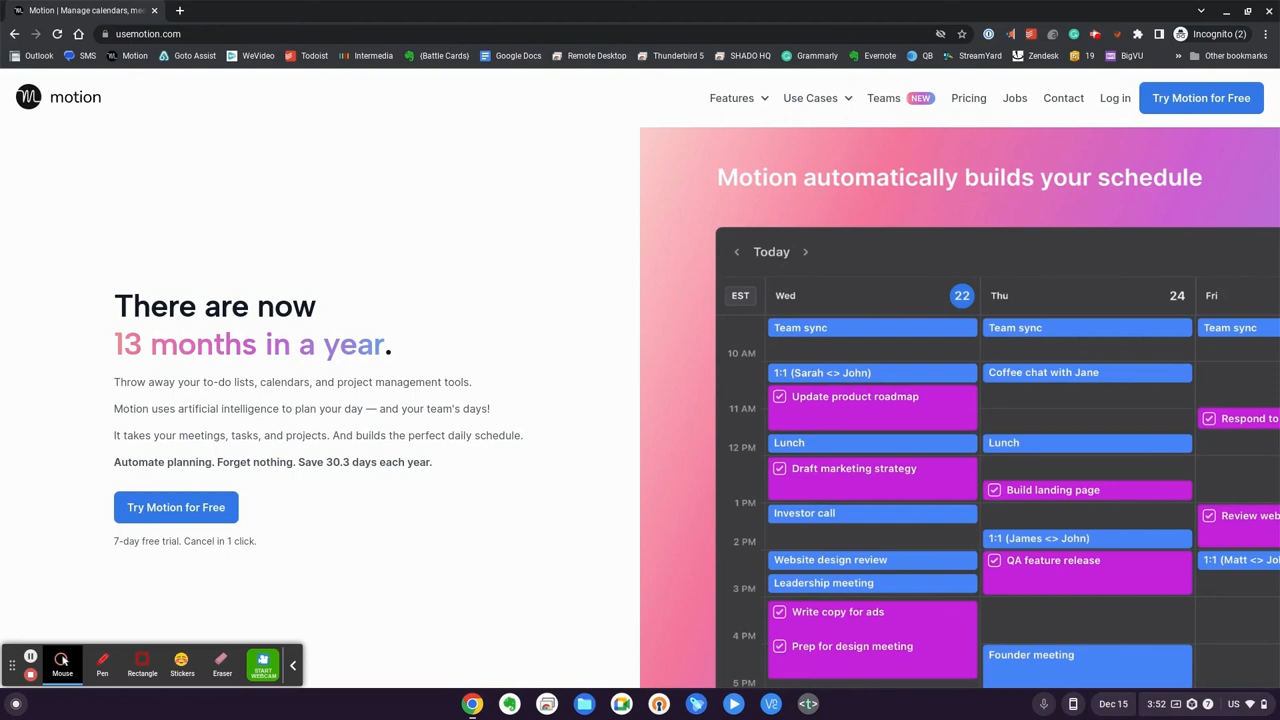 Motion | Manage calendars, mee
usemotion.com
Incognito (2)
Outlook
SMS
Motion
Goto Assist
WeVideo
Todoist
Intermedia
{Battle Cards}
Google Docs
Remote Desktop
Thunderbird 5
SHADO HQ
Grammarly
Evernote
QB
StreamYard
Zendesk
19
BigVU
Other bookmarks
motion
Features
Use Cases
Teams NEW
Pricing
Jobs
Contact
Log in
Try Motion for Free
There are now
13 months in a year.
Throw away your to-do lists, calendars, and project management tools.
Motion uses artificial intelligence to plan your day — and your team's days!
It takes your meetings, tasks, and projects. And builds the perfect daily schedule.
Automate planning. Forget nothing. Save 30.3 days each year.
Try Motion for Free
7-day free trial. Cancel in 1 click.
Motion automatically builds your schedule
Today
EST Wed 22 Thu 24 Fri
Team sync Team sync Team sync
10 AM
1:1 (Sarah <> John) Coffee chat with Jane
Update product roadmap
11 AM Respond to
12 PM Lunch Lunch
Draft marketing strategy
Build landing page
1 PM
Investor call Review web
2 PM 1:1 (James <> John)
Website design review QA feature release 1:1 (Matt <> Jo
3 PM Leadership meeting
Write copy for ads
4 PM
Prep for design meeting
Founder meeting
5 PM
Mouse
Pen
Rectangle
Stickers
Eraser
START
WEBCAM
<t>
Dec 15
3:52
US